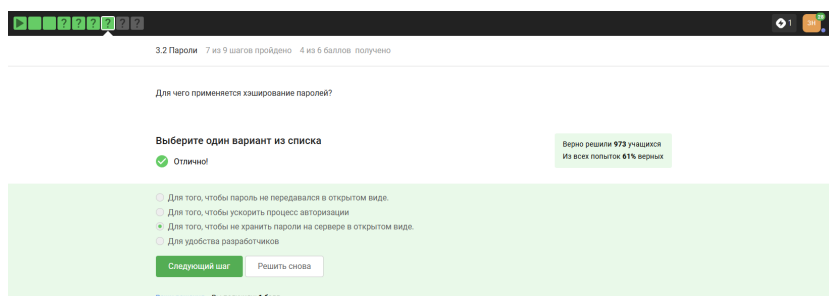 ? ? ? ? ? ?
1
ЗН
3.2 Пароли 7 из 9 шагов пройдено 4 из 6 баллов получено
Для чего применяется хэширование паролей?
Выберите один вариант из списка
Верно решили 973 учащихся
Из всех попыток 61% верных
Отлично!
Для того, чтобы пароль не передавался в открытом виде.
Для того, чтобы ускорить процесс авторизации
Для того, чтобы не хранить пароли на сервере в открытом виде.
Для удобства разработчиков
Следующий шаг Решить снова